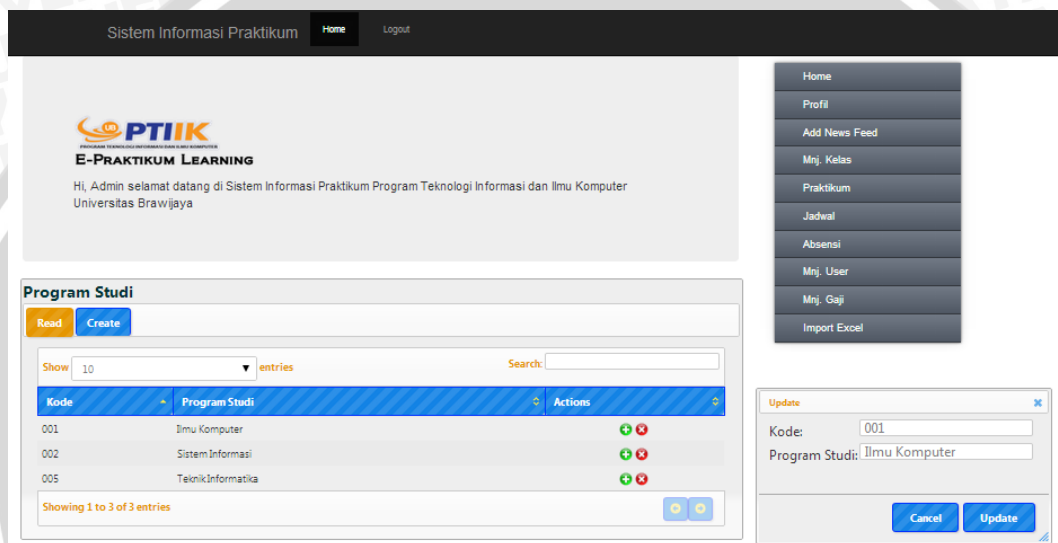 Sistem Informasi Praktikum Home Logout
PTIIK
PROGRAM TEKNOLOGI INFORMASI DAN ILMU KOMPUTER
E-PRAKTIKUM LEARNING
Hi, Admin selamat datang di Sistem Informasi Praktikum Program Teknologi Informasi dan Ilmu Komputer
Universitas Brawijaya
Home
Profil
Add News Feed
Mnj. Kelas
Praktikum
Jadwal
Absensi
Mnj. User
Mnj. Gaji
Import Excel
Program Studi
Read Create
Show 10 entries Search:
Kode Program Studi Actions
001 Ilmu Komputer
002 Sistem Informasi
005 Teknik Informatika
Showing 1 to 3 of 3 entries
Update
Kode: 001
Program Studi: Ilmu Komputer
Cancel Update